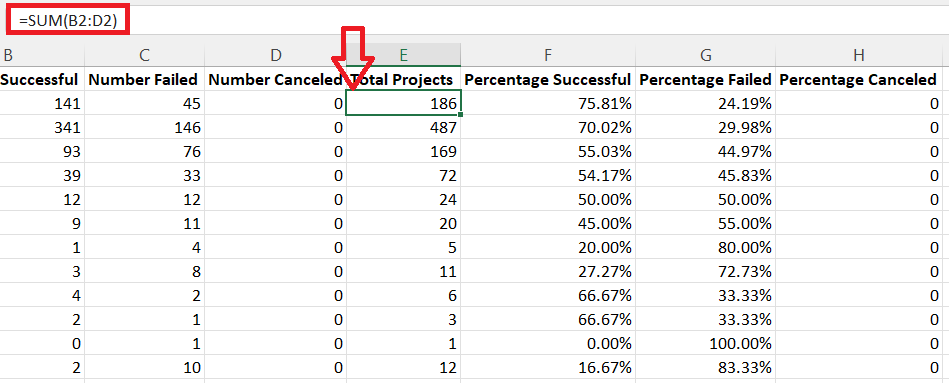 =SUM(B2:D2)
B C D E F G H
Successful Number Failed Number Canceled Total Projects Percentage Successful Percentage Failed Percentage Canceled
141 45 0 186 75.81% 24.19% 0
341 146 0 487 70.02% 29.98% 0
93 76 0 169 55.03% 44.97% 0
39 33 0 72 54.17% 45.83% 0
12 12 0 24 50.00% 50.00% 0
9 11 0 20 45.00% 55.00% 0
1 4 0 5 20.00% 80.00% 0
3 8 0 11 27.27% 72.73% 0
4 2 0 6 66.67% 33.33% 0
2 1 0 3 66.67% 33.33% 0
0 1 0 1 0.00% 100.00% 0
2 10 0 12 16.67% 83.33% 0